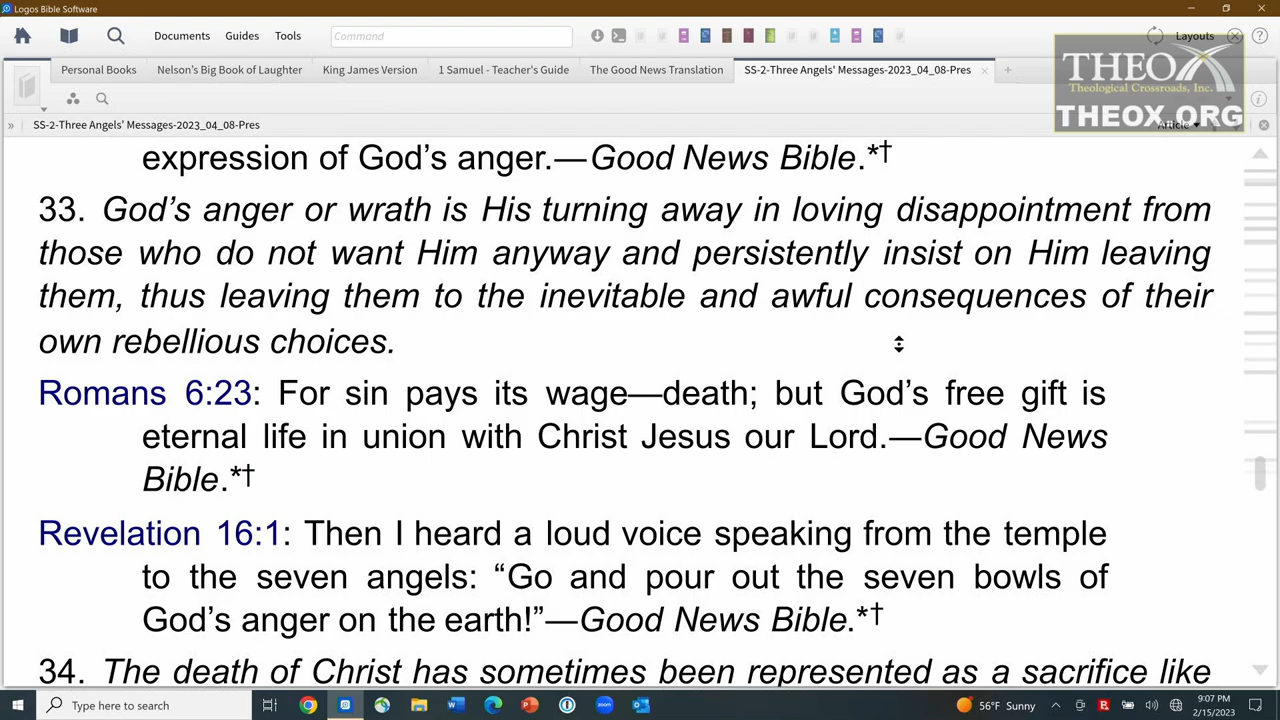 Logos Bible Software
Documents Guides Tools Command Layouts
Personal Books Nelson's Big Book of Laughter King James Vers 1 Samuel - Teacher's Guide The Good News Translation SS-2-Three Angels' Messages-2023_04_08-Pres
THEOX
Theological Crossroads, Inc.
THEOX.ORG
» SS-2-Three Angels' Messages-2023_04_08-Pres Article
expression of God's anger.—Good News Bible.*†
33. God's anger or wrath is His turning away in loving disappointment from
those who do not want Him anyway and persistently insist on Him leaving
them, thus leaving them to the inevitable and awful consequences of their
own rebellious choices.
Romans 6:23: For sin pays its wage—death; but God's free gift is
eternal life in union with Christ Jesus our Lord.—Good News
Bible.*†
Revelation 16:1: Then I heard a loud voice speaking from the temple
to the seven angels: “Go and pour out the seven bowls of
God's anger on the earth!”—Good News Bible.*†
34. The death of Christ has sometimes been represented as a sacrifice like
Type here to search
56°F Sunny
9:07 PM
2/15/2023